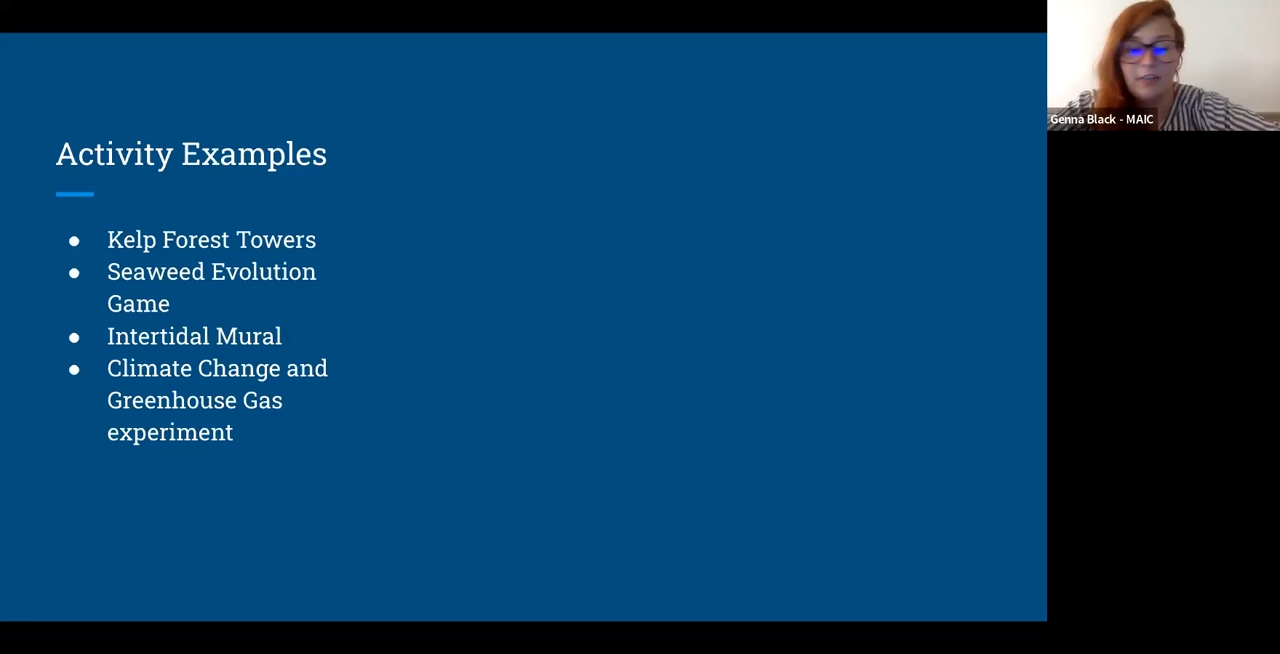 Activity Examples
● Kelp Forest Towers
● Seaweed Evolution
Game
● Intertidal Mural
● Climate Change and
Greenhouse Gas
experiment
Genna Black - MAIC